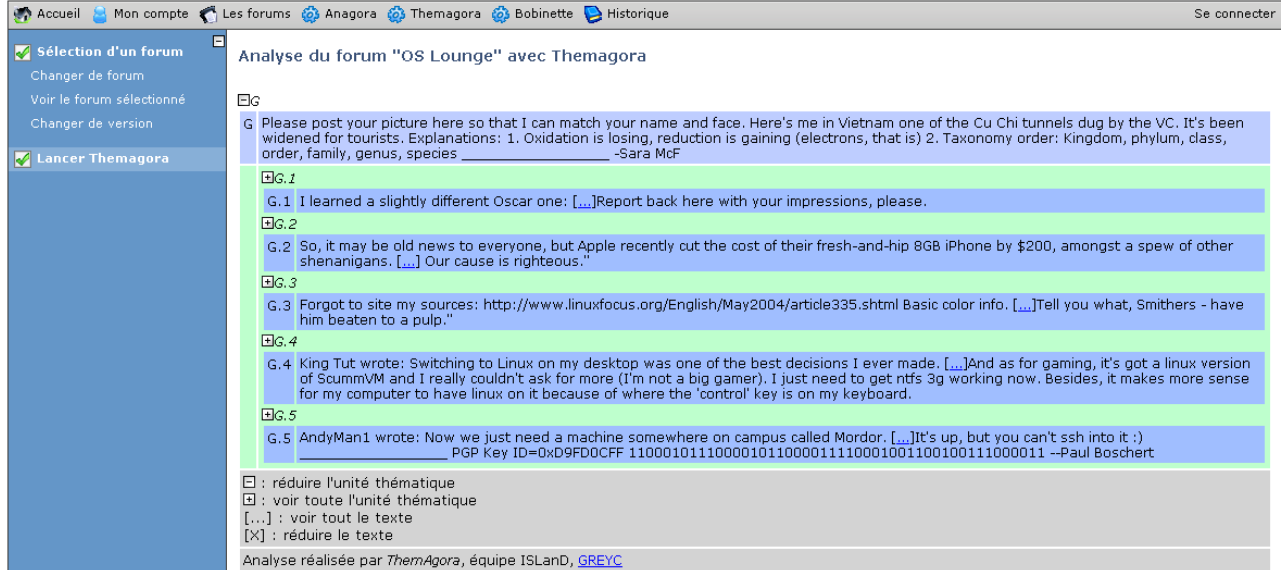 Accueil Mon compte Les forums Anagora Themagora Bobinette Historique Se connecter
Sélection d'un forum
Changer de forum
Voir le forum sélectionné
Changer de version
Lancer Themagora
Analyse du forum "OS Lounge" avec Themagora
G
G Please post your picture here so that I can match your name and face. Here's me in Vietnam one of the Cu Chi tunnels dug by the VC. It's been
widened for tourists. Explanations: 1. Oxidation is losing, reduction is gaining (electrons, that is) 2. Taxonomy order: Kingdom, phylum, class,
order, family, genus, species ____________________ -Sara McF
G.1
G.1 I learned a slightly different Oscar one: [...]Report back here with your impressions, please.
G.2
G.2 So, it may be old news to everyone, but Apple recently cut the cost of their fresh-and-hip 8GB iPhone by $200, amongst a spew of other
shenanigans. [...] Our cause is righteous."
G.3
G.3 Forgot to site my sources: http://www.linuxfocus.org/English/May2004/article335.shtml Basic color info. [...]Tell you what, Smithers - have
him beaten to a pulp."
G.4
G.4 King Tut wrote: Switching to Linux on my desktop was one of the best decisions I ever made. [...]And as for gaming, it's got a linux version
of ScummVM and I really couldn't ask for more (I'm not a big gamer). I just need to get ntfs 3g working now. Besides, it makes more sense
for my computer to have linux on it because of where the 'control' key is on my keyboard.
G.5
G.5 AndyMan1 wrote: Now we just need a machine somewhere on campus called Mordor. [...]It's up, but you can't ssh into it :)
____________________ PGP Key ID=0xD9FD0CFF --Paul Boschert
: réduire l'unité thématique
: voir toute l'unité thématique
[...] : voir tout le texte
[X] : réduire le texte
Analyse réalisée par ThemAgora, équipe ISLanD, GREYC